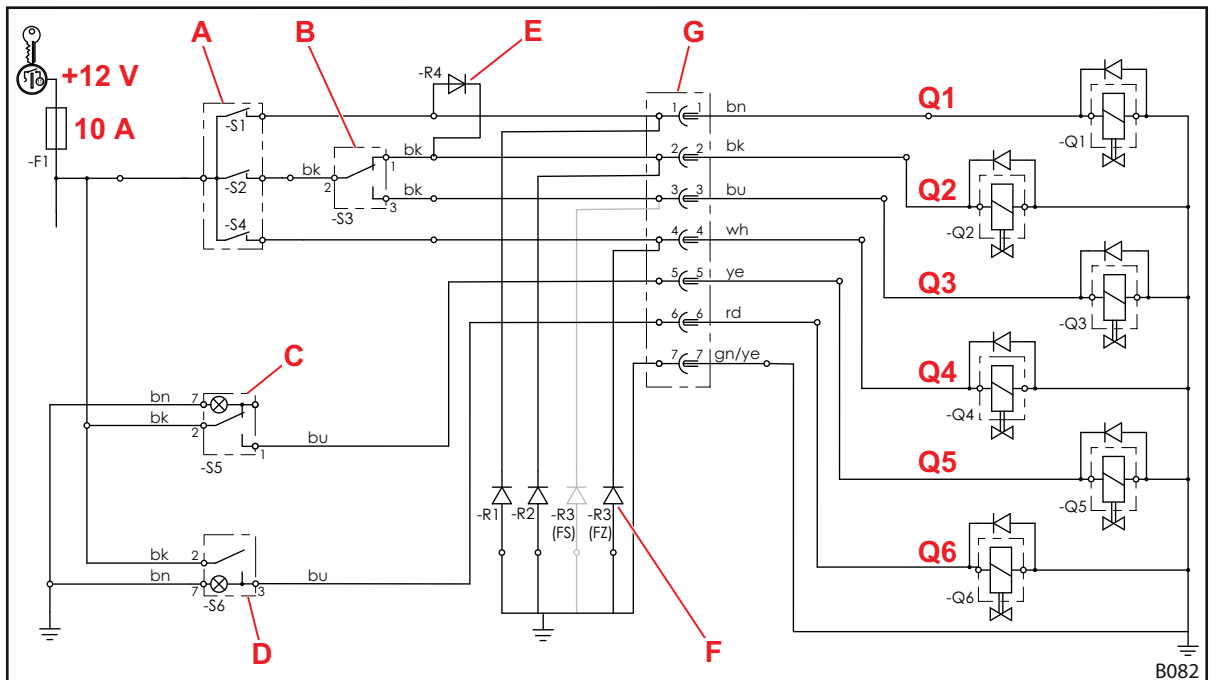 A B E G
+12 V
10 A
-F1
-R4
-S1
-S2
-S4
bk
2
bk
1
bk
3
-S3
1 1 bn
2 2 bk
3 3 bu
4 4 wh
5 5 ye
6 6 rd
7 7 gn/ye
Q1
-Q1
Q2
-Q2
Q3
-Q3
Q4
-Q4
Q5
-Q5
Q6
-Q6
C
bn 7
bk 2
1 bu
-S5
bk 2
bn 7
3 bu
-S6
D
-R1
-R2
-R3
(FS)
-R3
(FZ)
F
B082